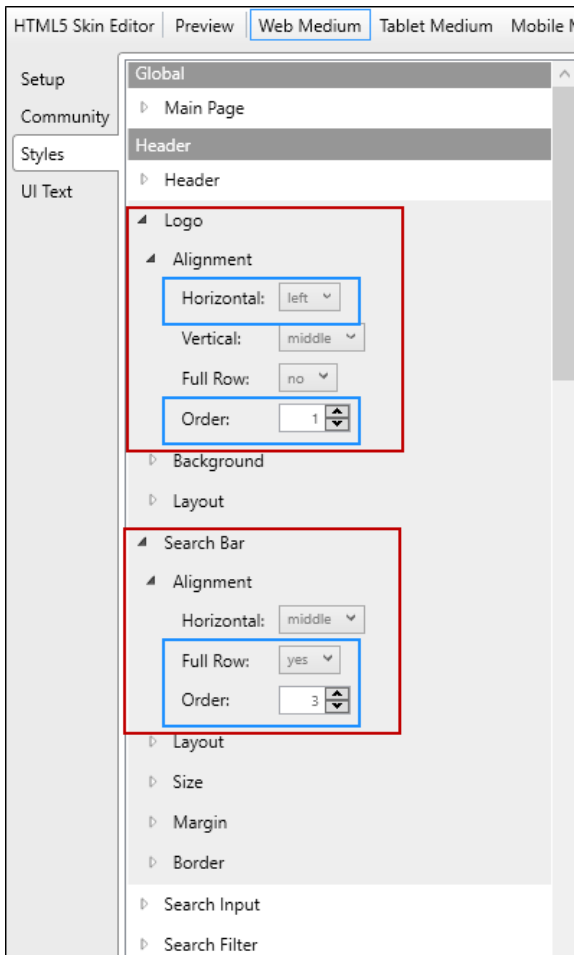 HTML5 Skin Editor Preview Web Medium Tablet Medium Mobile
Setup
Community
Styles
UI Text
Global
Main Page
Header
Header
Logo
Alignment
Horizontal: left
Vertical: middle
Full Row: no
Order: 1
Background
Layout
Search Bar
Alignment
Horizontal: middle
Full Row: yes
Order: 3
Layout
Size
Margin
Border
Search Input
Search Filter